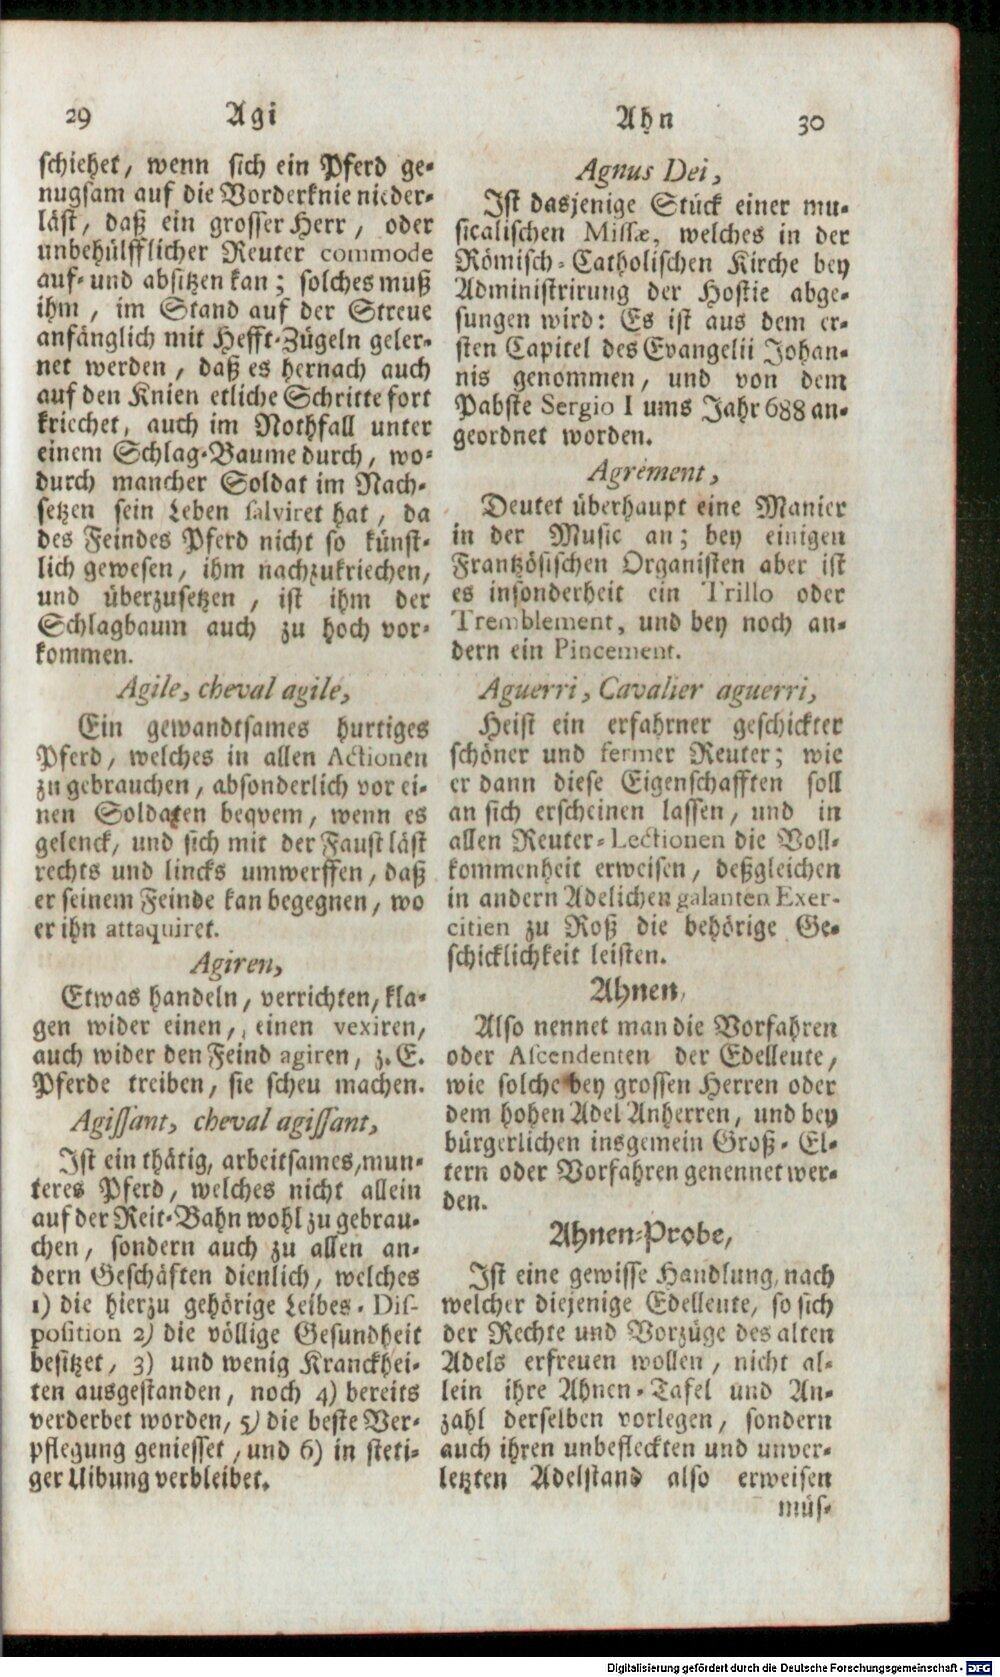 29 Agi
schiehet, wenn sich ein Pferd ge-
nugsam auf die Vorderknie nieder-
läst, daß ein grosser Herr, oder
unbehülfflicher Reuter commode
auf- und absitzen kan; solches muß
ihm, im Stand auf der Streue
anfänglich mit Hefft-Zügeln geler-
net werden, daß es hernach auch
auf den Knien etliche Schritte fort
kriechet, auch im Nothfall unter
einem Schlag-Baume durch, wo-
durch mancher Soldat im Nach-
setzen sein Leben salviret hat, da
des Feindes Pferd nicht so künst-
lich gewesen, ihm nachzukriechen,
und überzusetzen, ist ihm der
Schlagbaum auch zu hoch vor-
kommen.
Agile, cheval agile,
Ein gewandtsames hurtiges
Pferd, welches in allen Actionen
zu gebrauchen, absonderlich vor ei-
nen Soldaten beqvem, wenn es
gelenck, und sich mit der Faust läst
rechts und lincks umwerffen, daß
er seinem Feinde kan begegnen, wo
er ihn attaquiret.
Agiren,
Etwas handeln, verrichten, kla-
gen wider einen, einen vexiren,
auch wider den Feind agiren, z. E.
Pferde treiben, sie scheu machen.
Agissant, cheval agissant,
Ist ein thätig, arbeitsames, mun-
teres Pferd, welches nicht allein
auf der Reit-Bahn wohl zu gebrau-
chen, sondern auch zu allen an-
dern Geschäften dienlich, welches
1) die hierzu gehörige Leibes-Dis-
position 2) die völlige Gesundheit
besitzet, 3) und wenig Kranckhei-
ten ausgestanden, noch 4) bereits
verderbet worden, 5) die beste Ver-
pflegung geniesset, und 6) in steti-
ger Uibung verbleibet.
Ahn 30
Agnus Dei,
Ist dasjenige Stück einer mu-
sicalischen Missæ, welches in der
Römisch-Catholischen Kirche bey
Administrirung der Hostie abge-
sungen wird: Es ist aus dem er-
sten Capitel des Evangelii Johan-
nis genommen, und von dem
Pabste Sergio I ums Jahr 688 an-
geordnet worden.
Agrèment,
Deutet überhaupt eine Manier
in der Music an; bey einigen
Frantzösischen Organisten aber ist
es insonderheit ein Trillo oder
Tremblement, und bey noch an-
dern ein Pincement.
Aguerri, Cavalier aguerri,
Heist ein erfahrner geschickter
schöner und fermer Reuter; wie
er dann diese Eigenschafften soll
an sich erscheinen lassen, und in
allen Reuter-Lectionen die Voll-
kommenheit erweisen, deßgleichen
in andern Adelichen galanten Exer-
citien zu Roß die behörige Ge-
schicklichkeit leisten.
Ahnen,
Also nennet man die Vorfahren
oder Ascendenten der Edelleute,
wie solche bey grossen Herren oder
dem hohen Adel Anherren, und bey
bürgerlichen insgemein Groß-El-
tern oder Vorfahren genennet wer-
den.
Ahnen-Probe,
Ist eine gewisse Handlung, nach
welcher diejenige Edelleute, so sich
der Rechte und Vorzüge des alten
Adels erfreuen wollen, nicht al-
lein ihre Ahnen-Tafel und An-
zahl derselben vorlegen, sondern
auch ihren unbefleckten und unver-
letzten Adelstand also erweisen
müs-
Digitalisierung gefördert durch die Deutsche Forschungsgemeinschaft - DFG